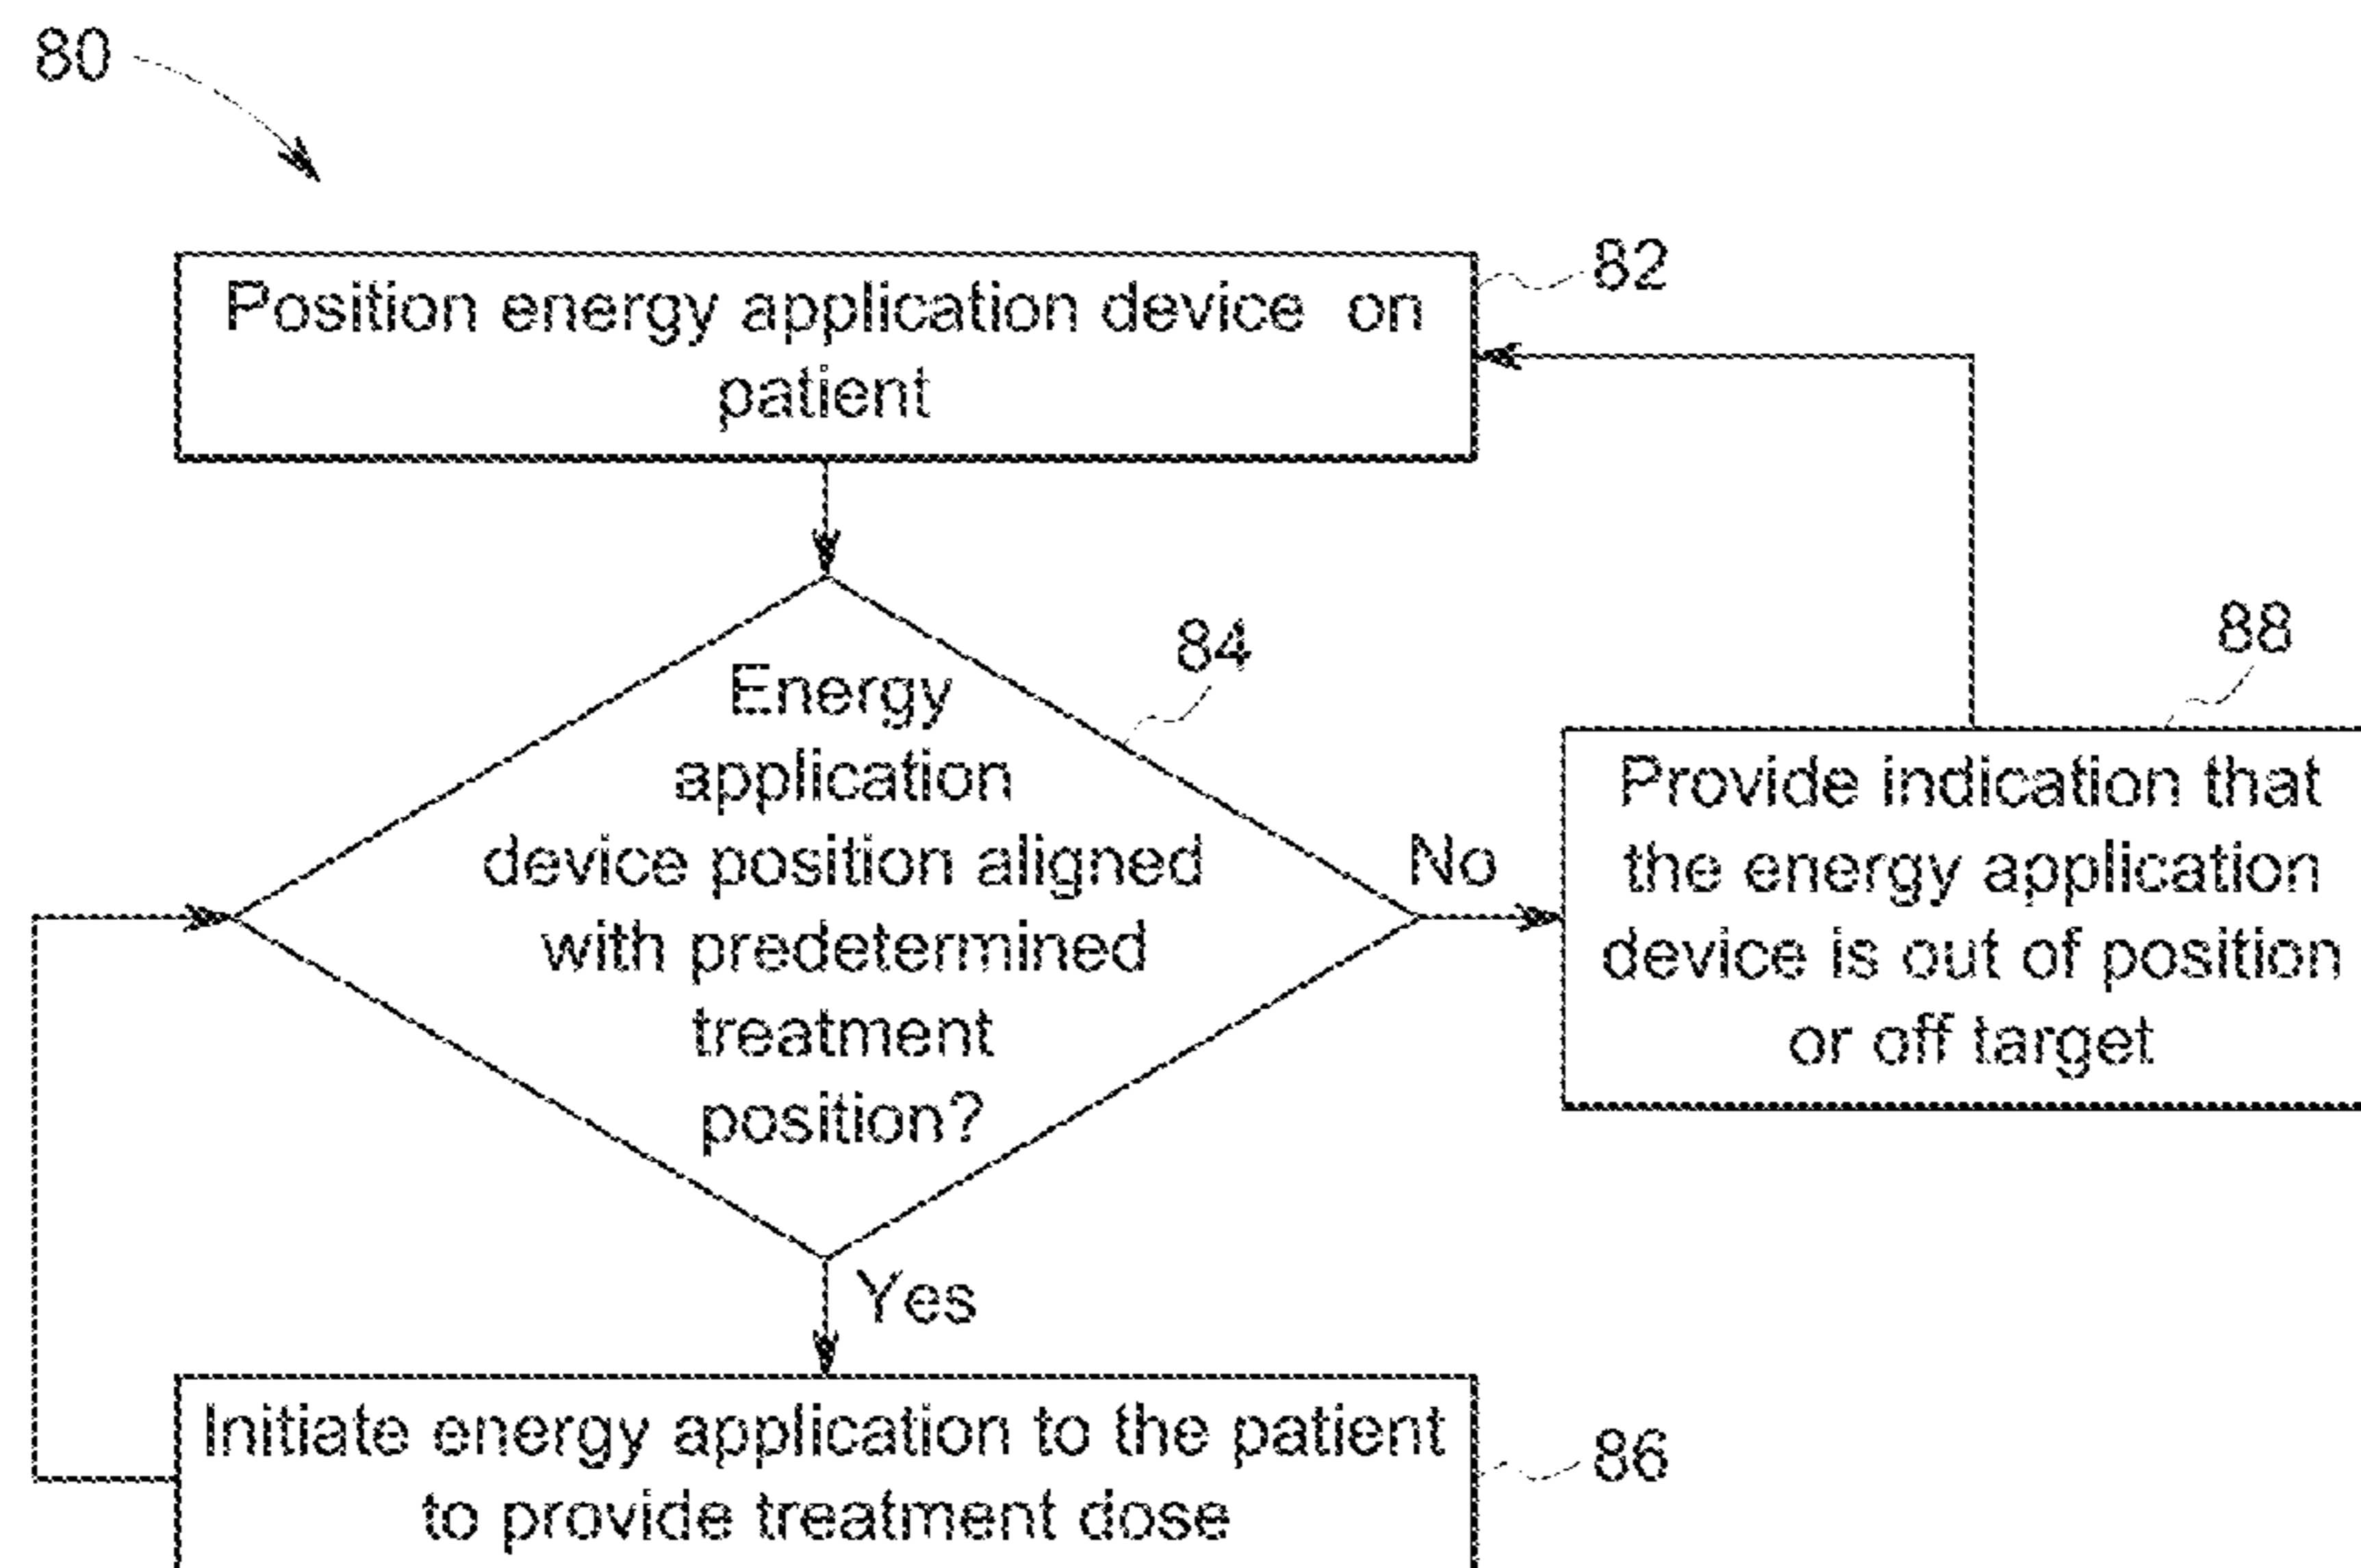 80
Position energy application device on
patient
82
Energy
application
device position aligned
with predetermined
treatment
position?
84
No
Provide indication that
the energy application
device is out of position
or off target
88
Yes
Initiate energy application to the patient
to provide treatment dose
86